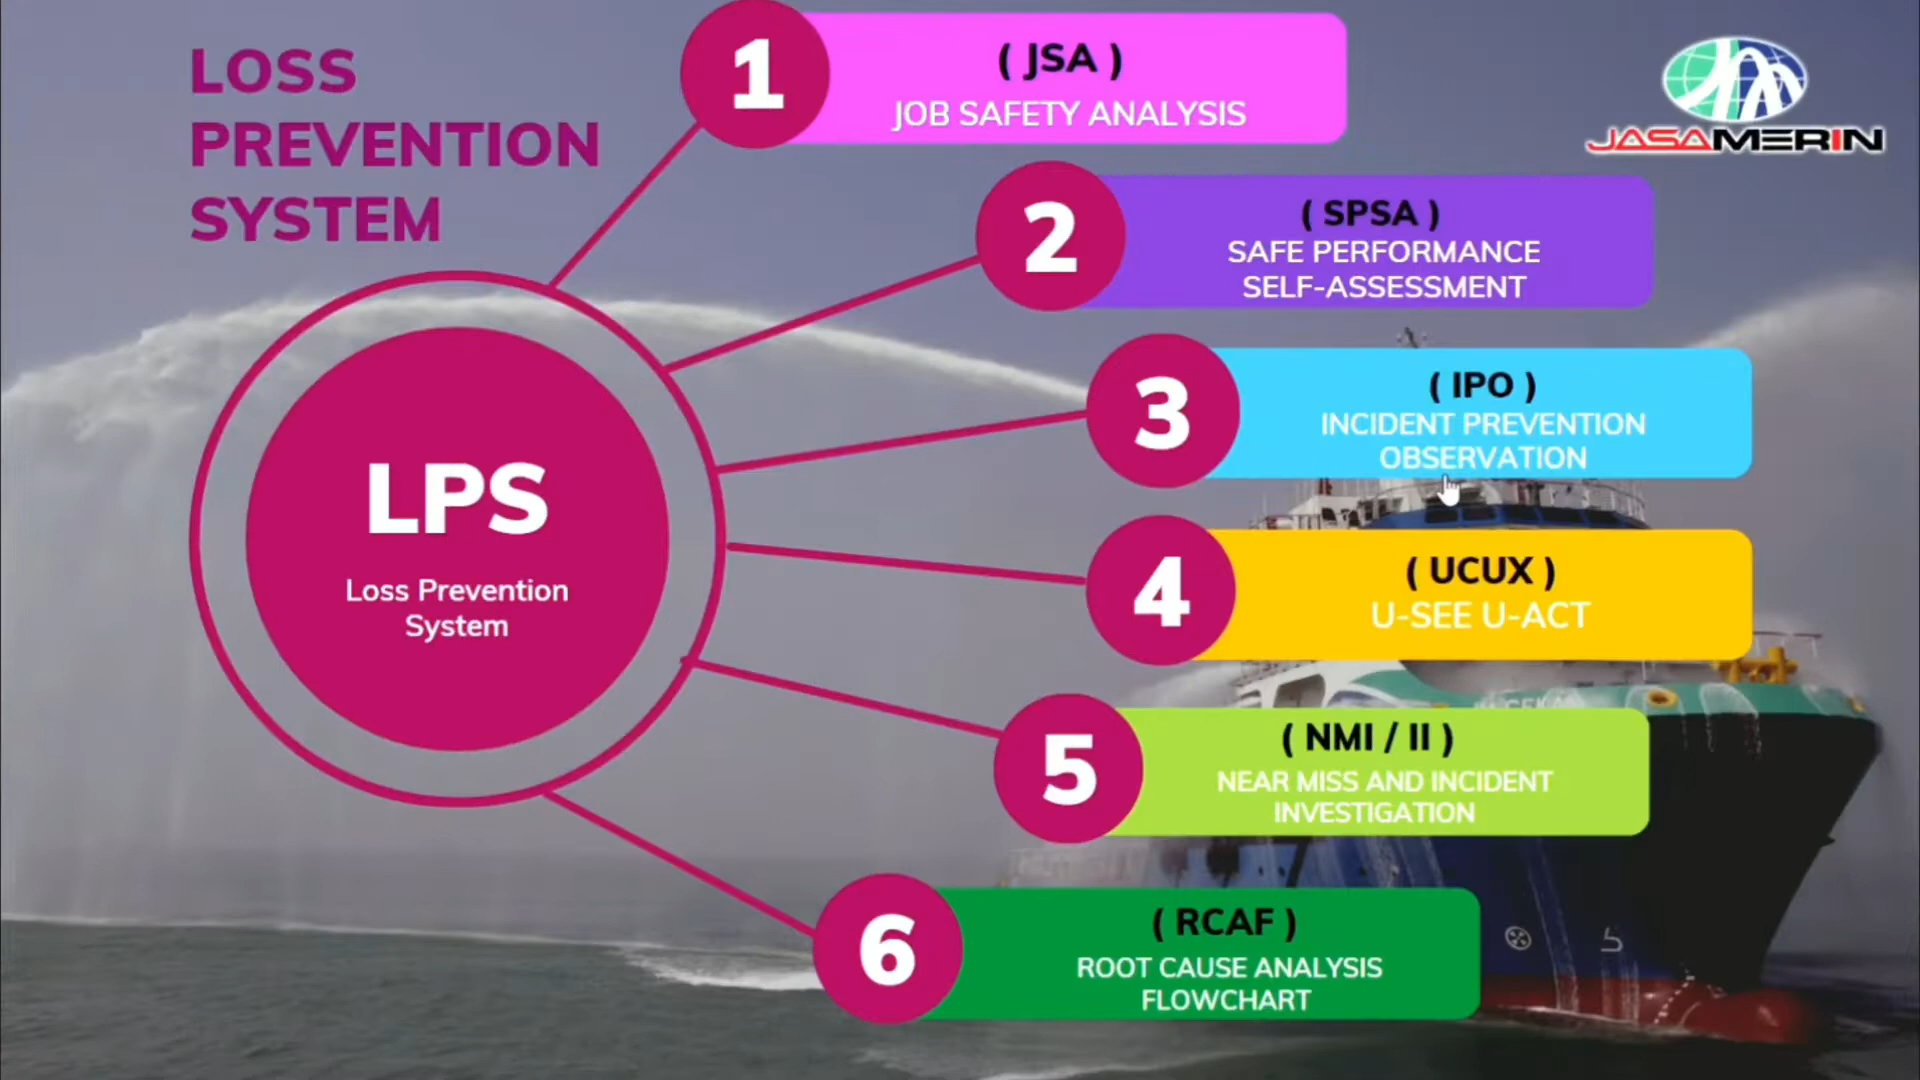 LOSS
PREVENTION
SYSTEM
LPS
Loss Prevention
System
1
( JSA )
JOB SAFETY ANALYSIS
2
( SPSA )
SAFE PERFORMANCE
SELF-ASSESSMENT
3
( IPO )
INCIDENT PREVENTION
OBSERVATION
4
( UCUX )
U-SEE U-ACT
5
( NMI / II )
NEAR MISS AND INCIDENT
INVESTIGATION
6
( RCAF )
ROOT CAUSE ANALYSIS
FLOWCHART
JASAMERIN